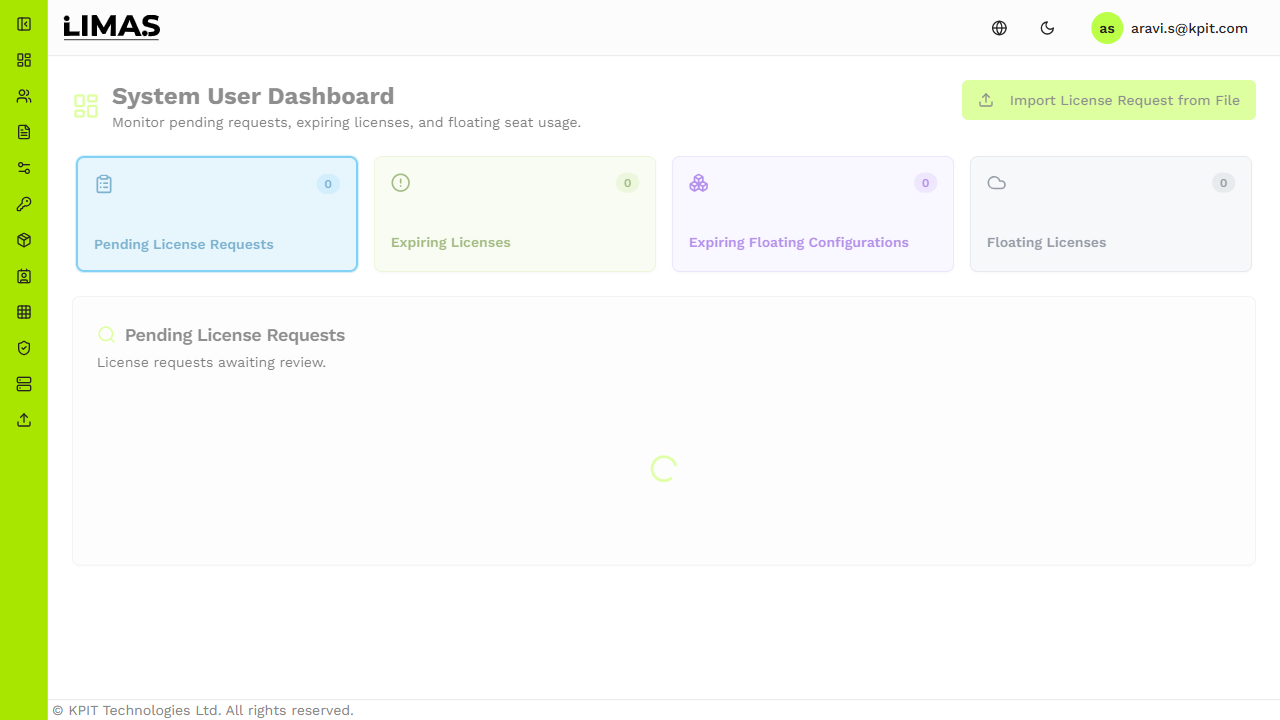 iLIMAS
as
aravi.s@kpit.com
System User Dashboard
Monitor pending requests, expiring licenses, and floating seat usage.
Import License Request from File
0
Pending License Requests
0
Expiring Licenses
0
Expiring Floating Configurations
0
Floating Licenses
Pending License Requests
License requests awaiting review.
© KPIT Technologies Ltd. All rights reserved.